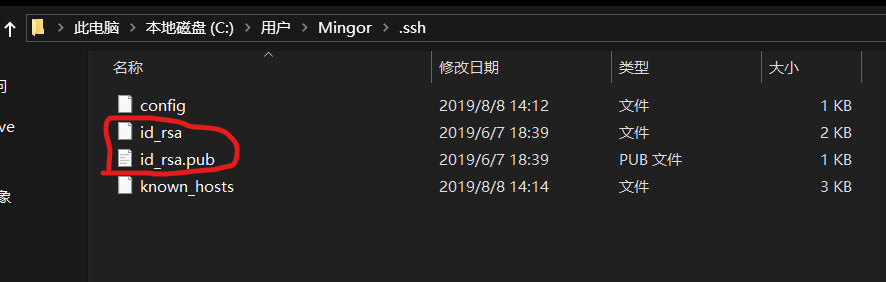 此电脑 > 本地磁盘 (C:) > 用户 > Mingor > .ssh
名称 修改日期 类型 大小
问
config 2019/8/8 14:12 文件 1 KB
ve id_rsa 2019/6/7 18:39 文件 2 KB
id_rsa.pub 2019/6/7 18:39 PUB 文件 1 KB
known_hosts 2019/8/8 14:14 文件 3 KB
象